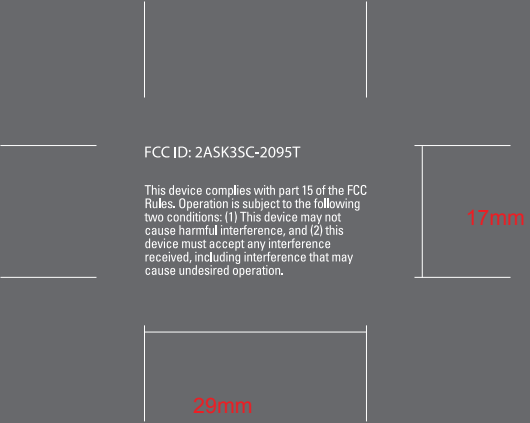 FCC ID: 2ASK3SC-2095T
This device complies with part 15 of the FCC
Rules. Operation is subject to the following
two conditions: (1) This device may not
cause harmful interference, and (2) this
device must accept any interference
received, including interference that may
cause undesired operation.
17mm
29mm